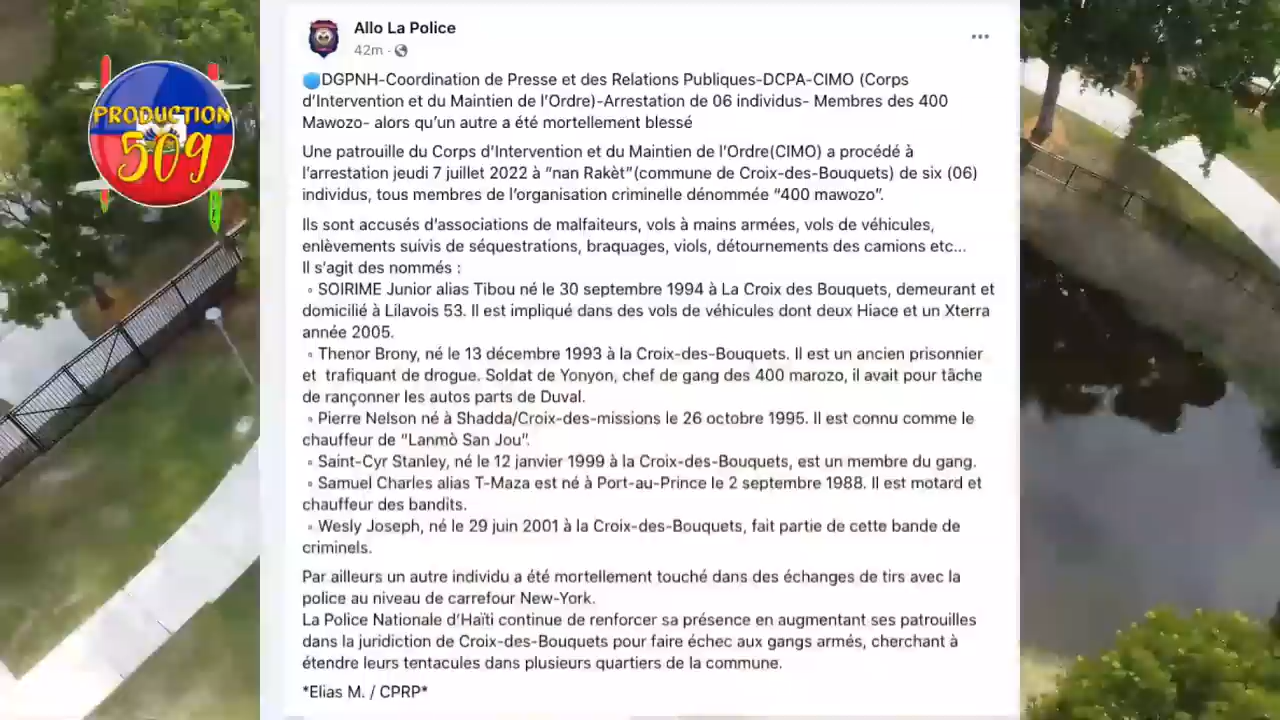 Allo La Police
42m ·
PRODUCTION
509
DGPNH-Coordination de Presse et des Relations Publiques-DCPA-CIMO (Corps
d'Intervention et du Maintien de l'Ordre)-Arrestation de 06 individus- Membres des 400
Mawozo- alors qu'un autre a été mortellement blessé
Une patrouille du Corps d'Intervention et du Maintien de l'Ordre(CIMO) a procédé à
l'arrestation jeudi 7 juillet 2022 à "nan Rakèt"(commune de Croix-des-Bouquets) de six (06)
individus, tous membres de l'organisation criminelle dénommée "400 mawozo".
Ils sont accusés d'associations de malfaiteurs, vols à mains armées, vols de véhicules,
enlèvements suivis de séquestrations, braquages, viols, détournements des camions etc...
Il s'agit des nommés :
◦ SOIRIME Junior alias Tibou né le 30 septembre 1994 à La Croix des Bouquets, demeurant et
domicilié à Lilavois 53. Il est impliqué dans des vols de véhicules dont deux Hiace et un Xterra
année 2005.
◦ Thenor Brony, né le 13 décembre 1993 à la Croix-des-Bouquets. Il est un ancien prisonnier
et trafiquant de drogue. Soldat de Yonyon, chef de gang des 400 marozo, il avait pour tâche
de rançonner les autos parts de Duval.
◦ Pierre Nelson né à Shadda/Croix-des-missions le 26 octobre 1995. Il est connu comme le
chauffeur de "Lanmò San Jou".
◦ Saint-Cyr Stanley, né le 12 janvier 1999 à la Croix-des-Bouquets, est un membre du gang.
◦ Samuel Charles alias T-Maza est né à Port-au-Prince le 2 septembre 1988. Il est motard et
chauffeur des bandits.
◦ Wesly Joseph, né le 29 juin 2001 à la Croix-des-Bouquets, fait partie de cette bande de
criminels.
Par ailleurs un autre individu a été mortellement touché dans des échanges de tirs avec la
police au niveau de carrefour New-York.
La Police Nationale d'Haïti continue de renforcer sa présence en augmentant ses patrouilles
dans la juridiction de Croix-des-Bouquets pour faire échec aux gangs armés, cherchant à
étendre leurs tentacules dans plusieurs quartiers de la commune.
*Elias M. / CPRP*